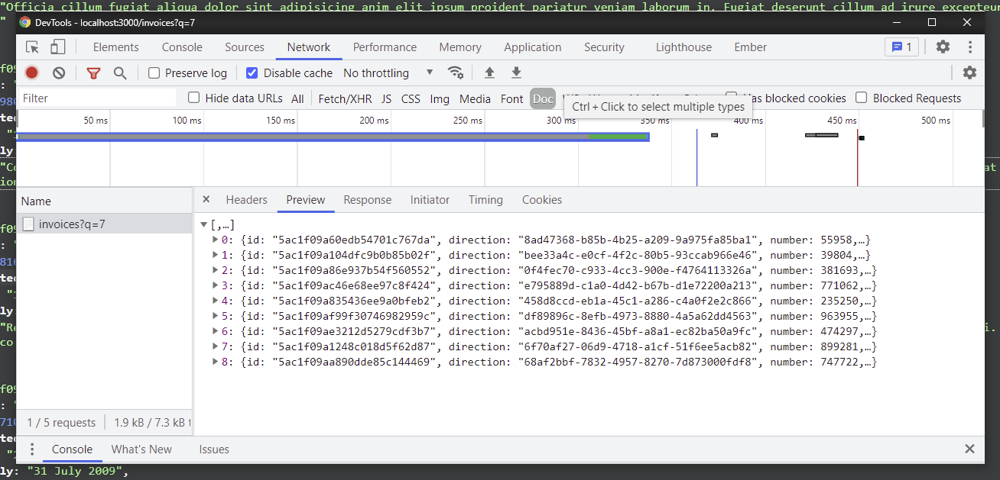 "Officia cillum fugiat aliqua dolor sint adipisicing anim elit ipsum proident pariatur veniam laborum in. Fugiat deserunt cillum ad irure excepteur
"
DevTools - localhost:3000/invoices?q=7
Elements Console Sources Network Performance Memory Application Security Lighthouse Ember 1
Preserve log Disable cache No throttling
Filter Hide data URLs All Fetch/XHR JS CSS Img Media Font Doc Has blocked cookies Blocked Requests
Ctrl + Click to select multiple types
50 ms 100 ms 150 ms 200 ms 250 ms 300 ms 350 ms 400 ms 450 ms 500 ms
Name
× Headers Preview Response Initiator Timing Cookies
invoices?q=7
[,…]
0: {id: "5ac1f09a60edb54701c767da", direction: "8ad47368-b85b-4b25-a209-9a975fa85ba1", number: 55958,…}
1: {id: "5ac1f09a104dfc9b0b85b02f", direction: "bee33a4c-e0cf-4f2c-80b5-93ccab966e46", number: 39804,…}
2: {id: "5ac1f09a86e937b54f560552", direction: "0f4fec70-c933-4cc3-900e-f4764113326a", number: 381693,…}
3: {id: "5ac1f09ac46e68ee97c8f424", direction: "e795889d-c1a0-4d42-b67b-d1e72200a213", number: 771062,…}
4: {id: "5ac1f09a835436ee9a0bfeb2", direction: "458d8ccd-eb1a-45c1-a286-c4a0f2e2c866", number: 235250,…}
5: {id: "5ac1f09af99f30746982959c", direction: "df89896c-8efb-4973-8880-4a5a62dd4563", number: 963955,…}
6: {id: "5ac1f09ae3212d5279cdf3b7", direction: "acbd951e-8436-45bf-a8a1-ec82ba50a9fc", number: 474297,…}
7: {id: "5ac1f09a1248c018d5f62d87", direction: "6f70af27-06d9-4718-a1cf-51f6ee5acb82", number: 899281,…}
8: {id: "5ac1f09aa890dde85c144469", direction: "68af2bbf-7832-4957-8270-7d873000fdf8", number: 747722,…}
1 / 5 requests 1.9 kB / 7.3 kB t
Console What's New Issues
ly: "31 July 2009",